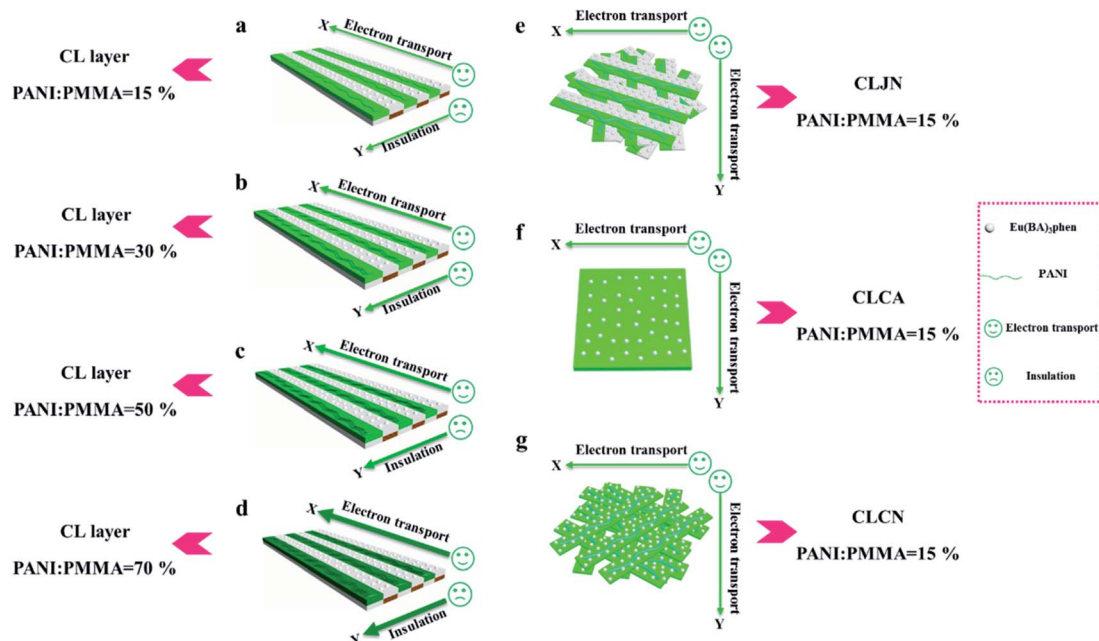 a
CL layer
PANI:PMMA=15 %
X
Electron transport
Y
Insulation
b
CL layer
PANI:PMMA=30 %
X
Electron transport
Y
Insulation
c
CL layer
PANI:PMMA=50 %
X
Electron transport
Y
Insulation
d
CL layer
PANI:PMMA=70 %
X
Electron transport
Y
Insulation
e
X
Electron transport
Electron transport
Y
CLJN
PANI:PMMA=15 %
f
X
Electron transport
Electron transport
Y
CLCA
PANI:PMMA=15 %
g
X
Electron transport
Electron transport
Y
CLCN
PANI:PMMA=15 %
Eu(BA)₃phen
PANI
Electron transport
Insulation